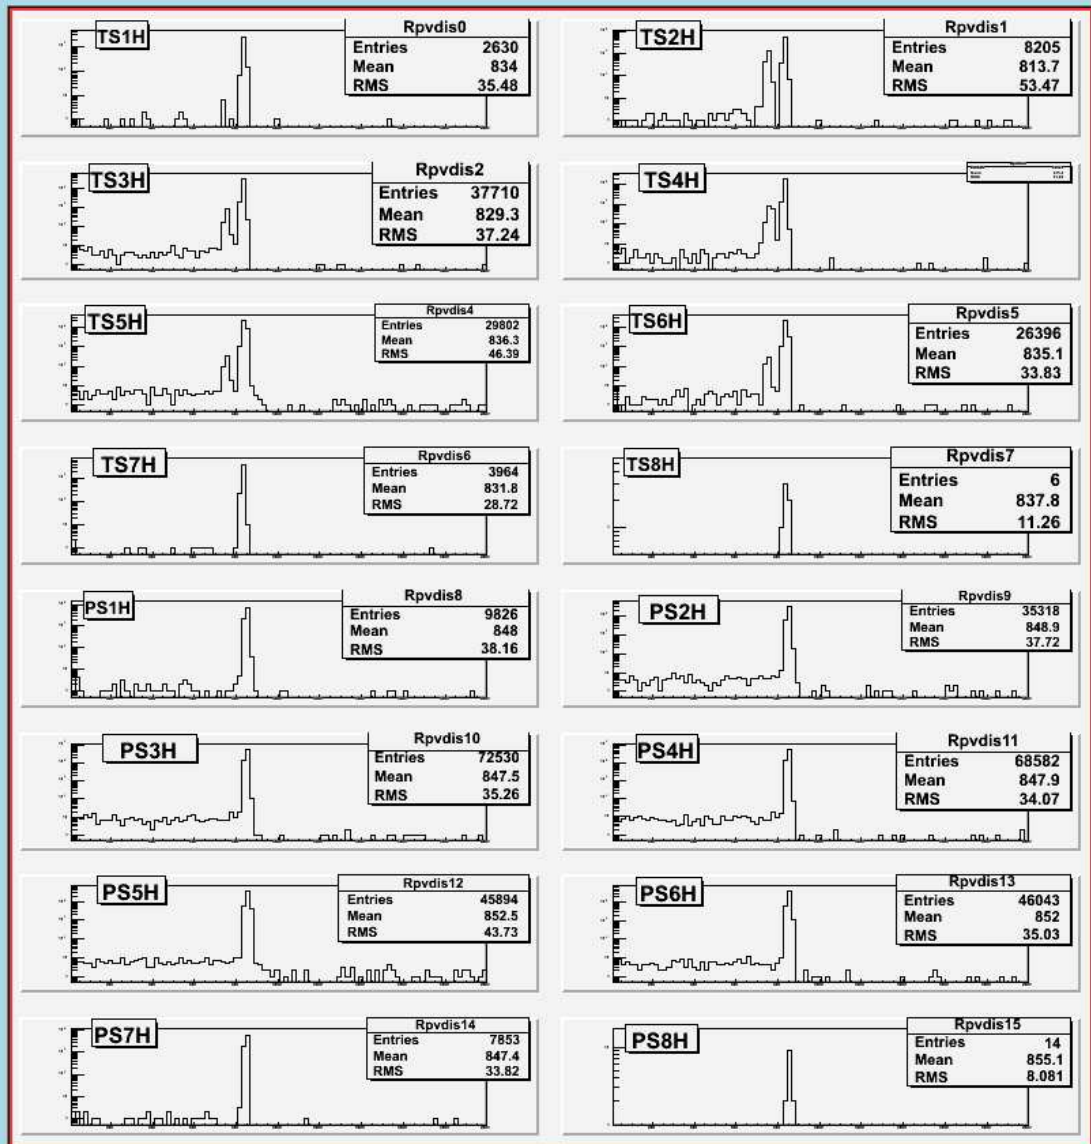 TS1H
Rpvdis0
Entries 2630
Mean 834
RMS 35.48
TS2H
Rpvdis1
Entries 8205
Mean 813.7
RMS 53.47
TS3H
Rpvdis2
Entries 37710
Mean 829.3
RMS 37.24
TS4H
TS5H
Rpvdis4
Entries 29802
Mean 836.3
RMS 46.39
TS6H
Rpvdis5
Entries 26396
Mean 835.1
RMS 33.83
TS7H
Rpvdis6
Entries 3964
Mean 831.8
RMS 28.72
TS8H
Rpvdis7
Entries 6
Mean 837.8
RMS 11.26
PS1H
Rpvdis8
Entries 9826
Mean 848
RMS 38.16
PS2H
Rpvdis9
Entries 35318
Mean 848.9
RMS 37.72
PS3H
Rpvdis10
Entries 72530
Mean 847.5
RMS 35.26
PS4H
Rpvdis11
Entries 68582
Mean 847.9
RMS 34.07
PS5H
Rpvdis12
Entries 45894
Mean 852.5
RMS 43.73
PS6H
Rpvdis13
Entries 46043
Mean 852
RMS 35.03
PS7H
Rpvdis14
Entries 7853
Mean 847.4
RMS 33.82
PS8H
Rpvdis15
Entries 14
Mean 855.1
RMS 8.081